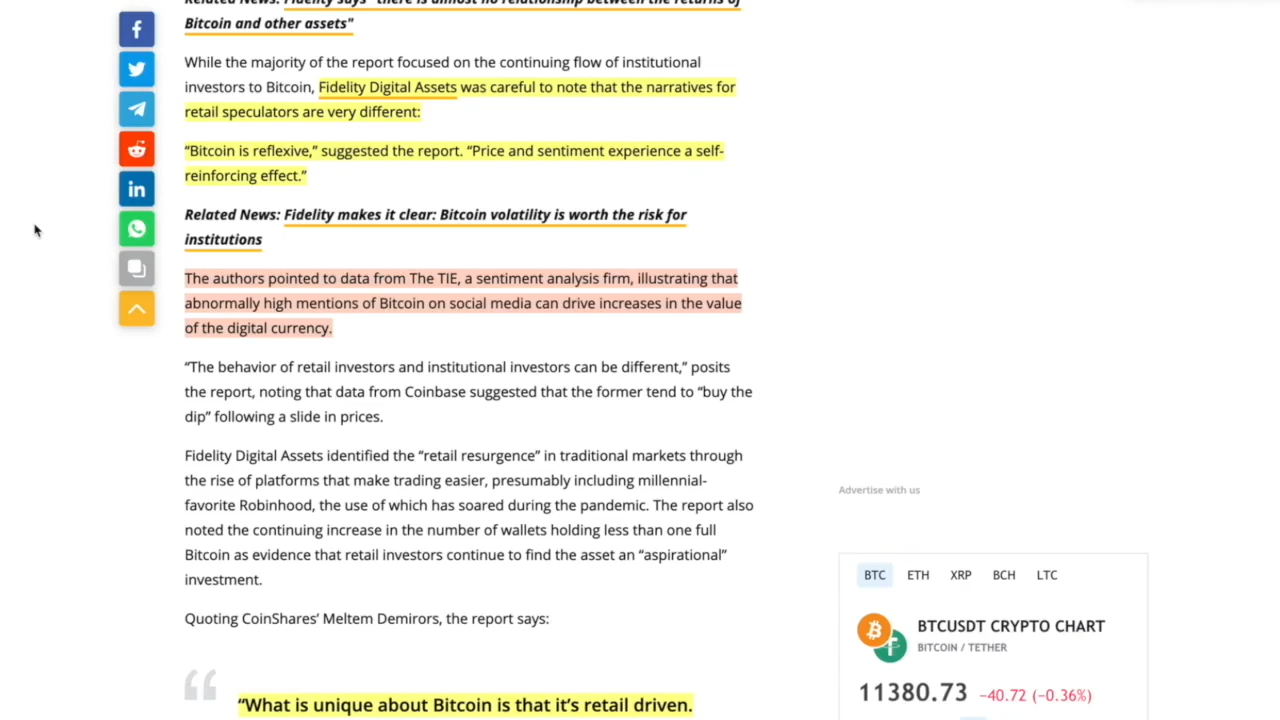 Related News: Fidelity says "there is almost no relationship between the returns of
Bitcoin and other assets"
While the majority of the report focused on the continuing flow of institutional
investors to Bitcoin, Fidelity Digital Assets was careful to note that the narratives for
retail speculators are very different:
“Bitcoin is reflexive,” suggested the report. “Price and sentiment experience a self-
reinforcing effect.”
Related News: Fidelity makes it clear: Bitcoin volatility is worth the risk for
institutions
The authors pointed to data from The TIE, a sentiment analysis firm, illustrating that
abnormally high mentions of Bitcoin on social media can drive increases in the value
of the digital currency.
“The behavior of retail investors and institutional investors can be different,” posits
the report, noting that data from Coinbase suggested that the former tend to “buy the
dip” following a slide in prices.
Fidelity Digital Assets identified the “retail resurgence” in traditional markets through
the rise of platforms that make trading easier, presumably including millennial-
favorite Robinhood, the use of which has soared during the pandemic. The report also
noted the continuing increase in the number of wallets holding less than one full
Bitcoin as evidence that retail investors continue to find the asset an “aspirational”
investment.
Quoting CoinShares’ Meltem Demirors, the report says:
“What is unique about Bitcoin is that it’s retail driven.
Advertise with us
BTC ETH XRP BCH LTC
BTCUSDT CRYPTO CHART
BITCOIN / TETHER
11380.73 −40.72 (−0.36%)